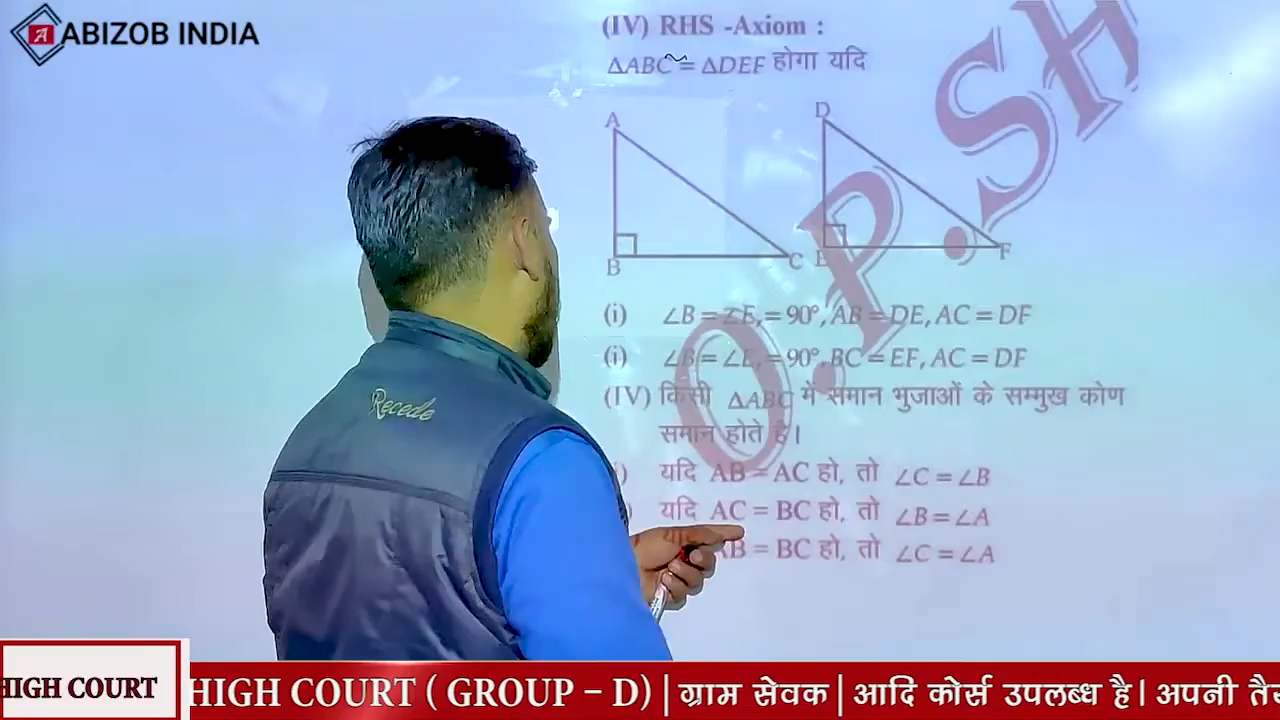 ABIZOB INDIA
(IV) RHS -Axiom :
ΔABC ≅ ΔDEF होगा यदि
A
D
B
C
E
F
(i) ∠B = ∠E, = 90°, AB = DE, AC = DF
(i) ∠B = ∠E, = 90°, BC = EF, AC = DF
(IV) किसी ΔABC में समान भुजाओं के सम्मुख कोण
समान होते है।
यदि AB = AC हो, तो ∠C = ∠B
यदि AC = BC हो, तो ∠B = ∠A
AB = BC हो, तो ∠C = ∠A
O.P.SH
Recede
HIGH COURT
HIGH COURT ( GROUP – D) | ग्राम सेवक | आदि कोर्स उपलब्ध है। अपनी